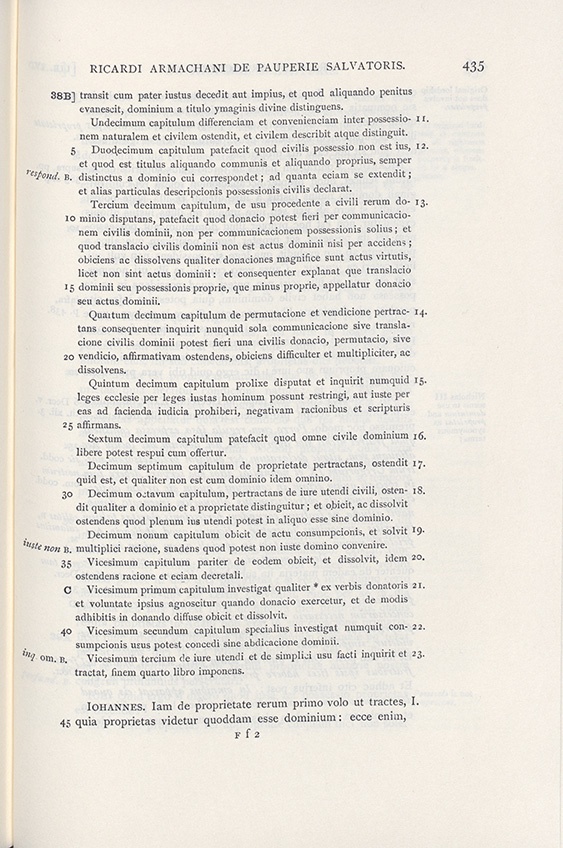 RICARDI ARMACHANI DE PAUPERIE SALVATORIS. 435
38B] transit cum pater iustus decedit aut impius, et quod aliquando penitus
evanescit, dominium a titulo ymaginis divine distinguens.
Undecimum capitulum differenciam et convenienciam inter possessio- 11.
nem naturalem et civilem ostendit, et civilem describit atque distinguit.
5 Duodecimum capitulum patefacit quod civilis possessio non est ius, 12.
et quod est titulus aliquando communis et aliquando proprius, semper
respond. B. distinctus a dominio cui correspondet; ad quanta eciam se extendit;
et alias particulas descripcionis possessionis civilis declarat.
Tercium decimum capitulum, de usu procedente a civili rerum do- 13.
10 minio disputans, patefacit quod donacio potest fieri per communicacio-
nem civilis dominii, non per communicacionem possessionis solius; et
quod translacio civilis dominii non est actus dominii nisi per accidens;
obiciens ac dissolvens qualiter donaciones magnifice sunt actus virtutis,
licet non sint actus dominii: et consequenter explanat que translacio
15 dominii seu possessionis proprie, que minus proprie, appellatur donacio
seu actus dominii.
Quartum decimum capitulum de permutacione et vendicione pertrac- 14.
tans consequenter inquirit nunquid sola communicacione sive transla-
cione civilis dominii potest fieri una civilis donacio, permutacio, sive
20 vendicio, affirmativam ostendens, obiciens difficulter et multipliciter, ac
dissolvens.
Quintum decimum capitulum prolixe disputat et inquirit numquid 15.
leges ecclesie per leges iustas hominum possunt restringi, aut iuste per
eas ad facienda iudicia prohiberi, negativam racionibus et scripturis
25 affirmans.
Sextum decimum capitulum patefacit quod omne civile dominium 16.
libere potest respui cum offertur.
Decimum septimum capitulum de proprietate pertractans, ostendit 17.
quid est, et qualiter non est cum dominio idem omnino.
30 Decimum octavum capitulum, pertractans de iure utendi civili, osten- 18.
dit qualiter a dominio et a proprietate distinguitur; et obicit, ac dissolvit
ostendens quod plenum ius utendi potest in aliquo esse sine dominio.
Decimum nonum capitulum obicit de actu consumpcionis, et solvit 19.
iuste non B. multiplici racione, suadens quod potest non iuste domino convenire.
35 Vicesimum capitulum pariter de eodem obicit, et dissolvit, idem 20.
ostendens racione et eciam decretali.
C Vicesimum primum capitulum investigat qualiter * ex verbis donatoris 21.
et voluntate ipsius agnoscitur quando donacio exercetur, et de modis
adhibitis in donando diffuse obicit et dissolvit.
40 Vicesimum secundum capitulum specialius investigat numquit con- 22.
sumpcionis usus potest concedi sine abdicacione dominii.
inq. om. B. Vicesimum tercium de iure utendi et de simplici usu facti inquirit et 23.
tractat, finem quarto libro imponens.
IOHANNES. Iam de proprietate rerum primo volo ut tractes, I.
45 quia proprietas videtur quoddam esse dominium: ecce enim,
F f 2